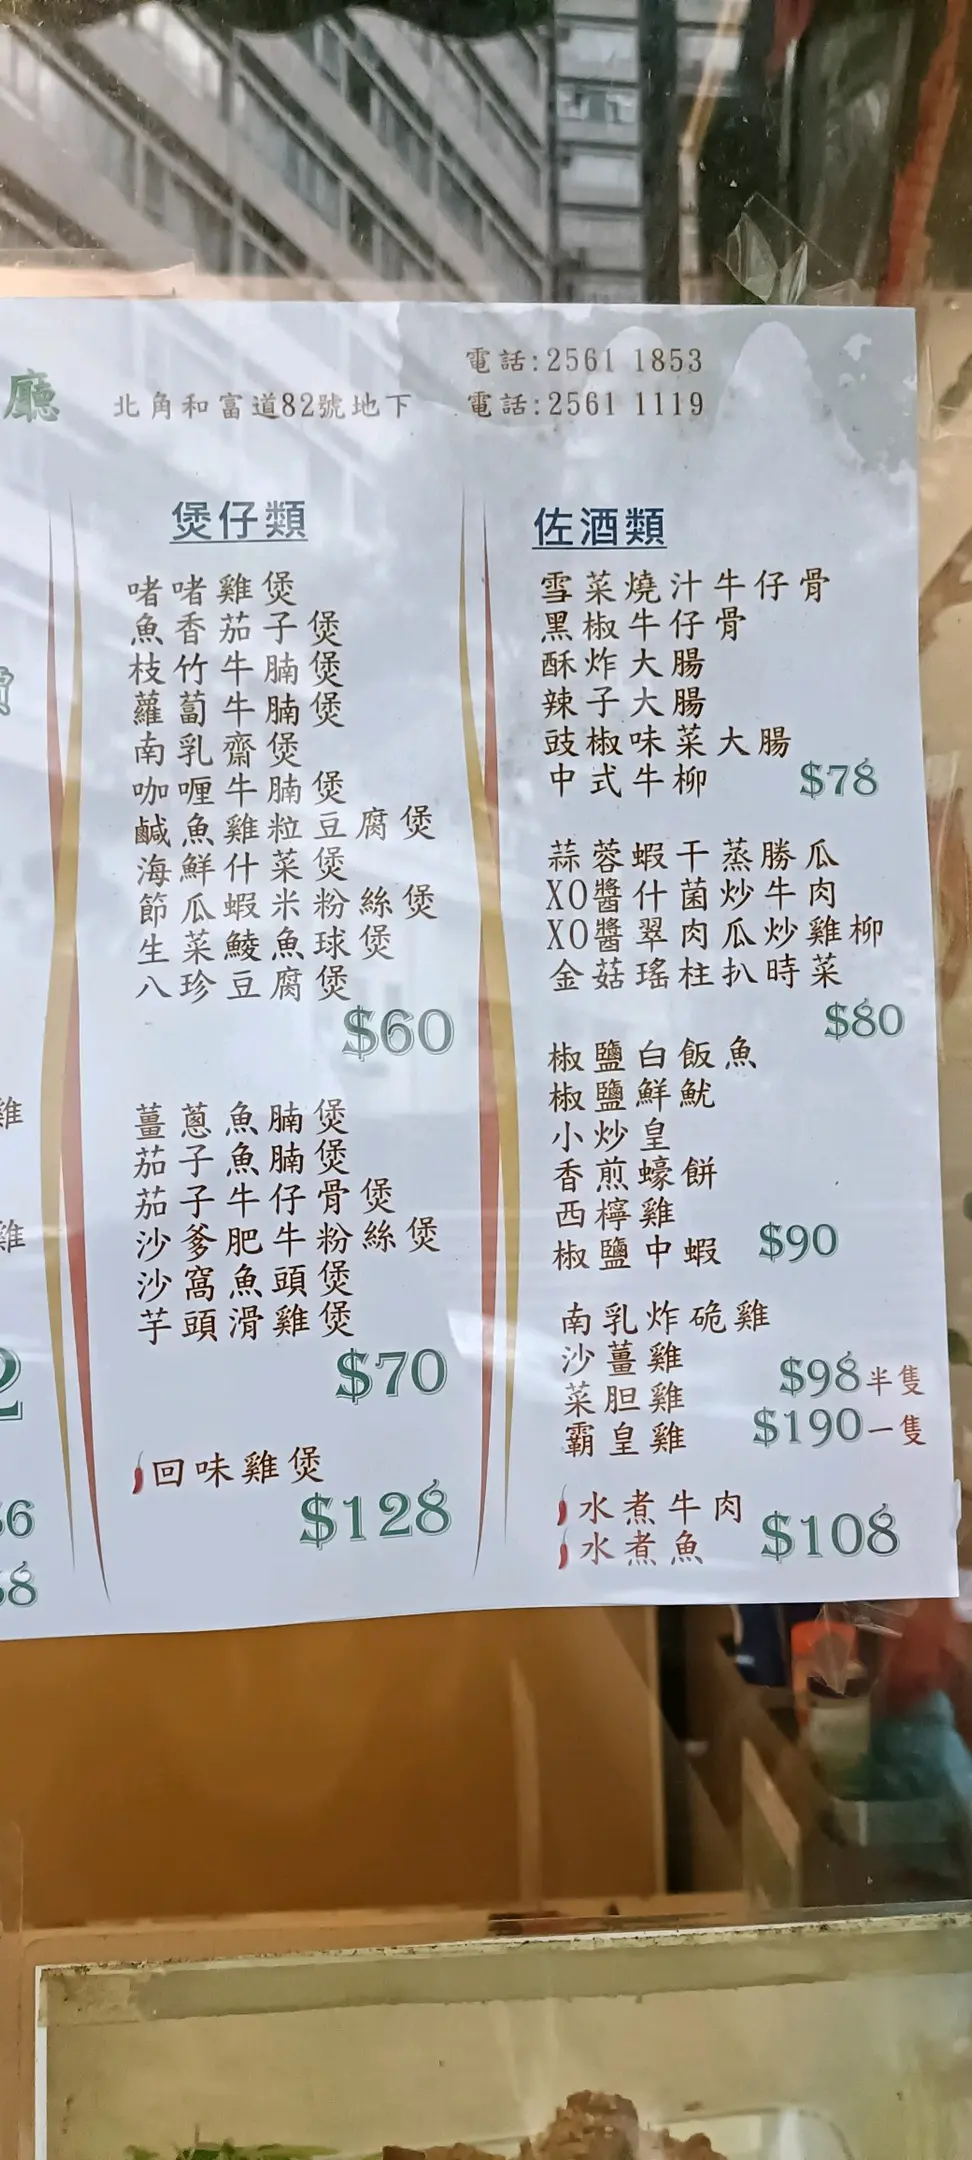 電話:2561 1853
廳 北角和富道82號地下 電話:2561 1119
煲仔類
啫啫雞煲
魚香茄子煲
枝竹牛腩煲
蘿蔔牛腩煲
南乳齋煲
咖喱牛腩煲
鹹魚雞粒豆腐煲
海鮮什菜煲
節瓜蝦米粉絲煲
生菜鯪魚球煲
八珍豆腐煲
$60
薑蔥魚腩煲
茄子魚腩煲
茄子牛仔骨煲
沙爹肥牛粉絲煲
沙窩魚頭煲
芋頭滑雞煲
$70
回味雞煲
$128
佐酒類
雪菜燒汁牛仔骨
黑椒牛仔骨
酥炸大腸
辣子大腸
豉椒味菜大腸
中式牛柳 $78
蒜蓉蝦干蒸勝瓜
XO醬什菌炒牛肉
XO醬翠肉瓜炒雞柳
金菇瑤柱扒時菜
$80
椒鹽白飯魚
椒鹽鮮魷
小炒皇
香煎蠔餅
西檸雞
椒鹽中蝦 $90
南乳炸硊雞
沙薑雞 $98半隻
菜胆雞
霸皇雞 $190一隻
水煮牛肉
水煮魚 $108
雞
雞
2
6
8